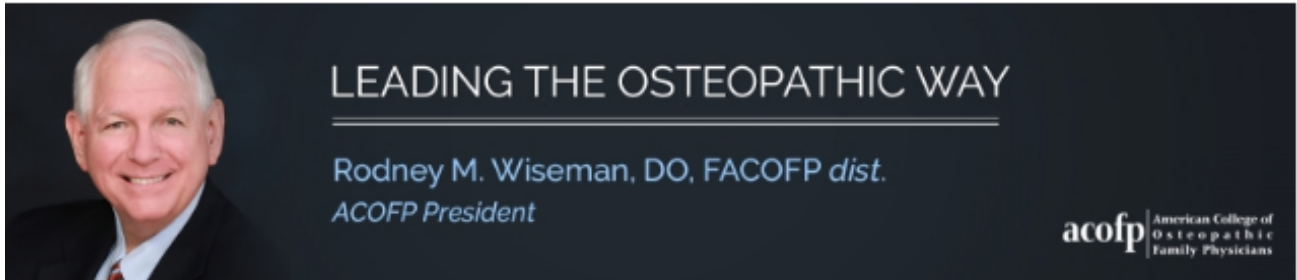 LEADING THE OSTEOPATHIC WAY
Rodney M. Wiseman, DO, FACOFP dist.
ACOFP President
acofp
American College of
Osteopathic
Family Physicians